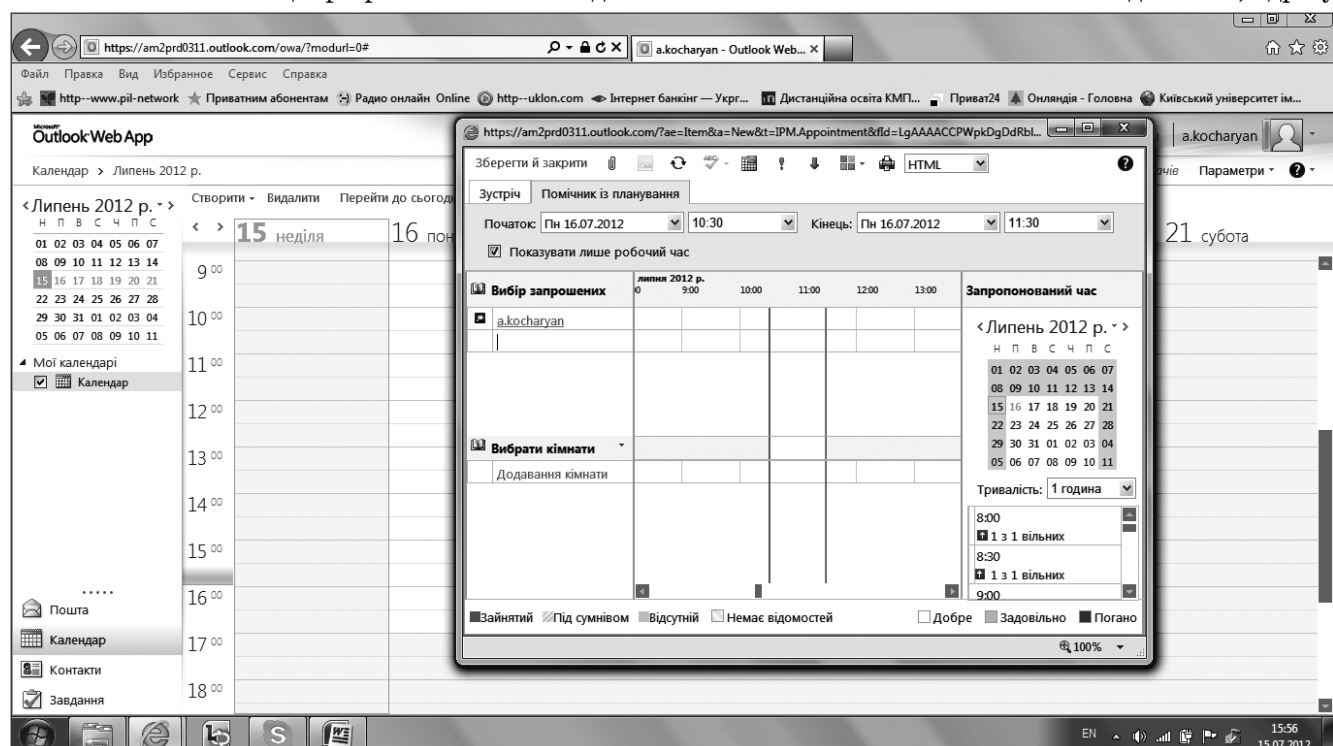 https://am2prd0311.outlook.com/owa/?modurl=0#
a.kocharyan - Outlook Web...
Файл Правка Вид Избранное Сервис Справка
http--www.pil-network Приватним абонентам Радио онлайн Online http--uklon.com Інтернет банкінг — Укрг... Дистанційна освіта КМП... Приват24 Онляндія - Головна Київський університет ім...
Microsoft
Outlook Web App
a.kocharyan
Календар > Липень 2012 р.
Параметри
Створити Видалити Перейти до сьогод
Липень 2012 р.
Н П В С Ч П С
01 02 03 04 05 06 07
08 09 10 11 12 13 14
15 16 17 18 19 20 21
22 23 24 25 26 27 28
29 30 31 01 02 03 04
05 06 07 08 09 10 11
Мої календарі
Календар
Пошта
Календар
Контакти
Завдання
15 неділя
16 пон
21 субота
9 00
10 00
11 00
12 00
13 00
14 00
15 00
16 00
17 00
18 00
https://am2prd0311.outlook.com/?ae=Item&a=New&t=IPM.Appointment&fId=LgAAAACCPWpkDgDdRbI...
Зберегти й закрити HTML
Зустріч Помічник із планування
Початок: Пн 16.07.2012 10:30 Кінець: Пн 16.07.2012 11:30
Показувати лише робочий час
липня 2012 р.
9:00 10:00 11:00 12:00 13:00
Вибір запрошених
a.kocharyan
Вибрати кімнати
Додавання кімнати
Запропонований час
Липень 2012 р.
Н П В С Ч П С
01 02 03 04 05 06 07
08 09 10 11 12 13 14
15 16 17 18 19 20 21
22 23 24 25 26 27 28
29 30 31 01 02 03 04
05 06 07 08 09 10 11
Тривалість: 1 година
8:00
1 з 1 вільних
8:30
1 з 1 вільних
9:00
Зайнятий Під сумнівом Відсутній Немає відомостей Добре Задовільно Погано
100%
EN
15:56
15.07.2012